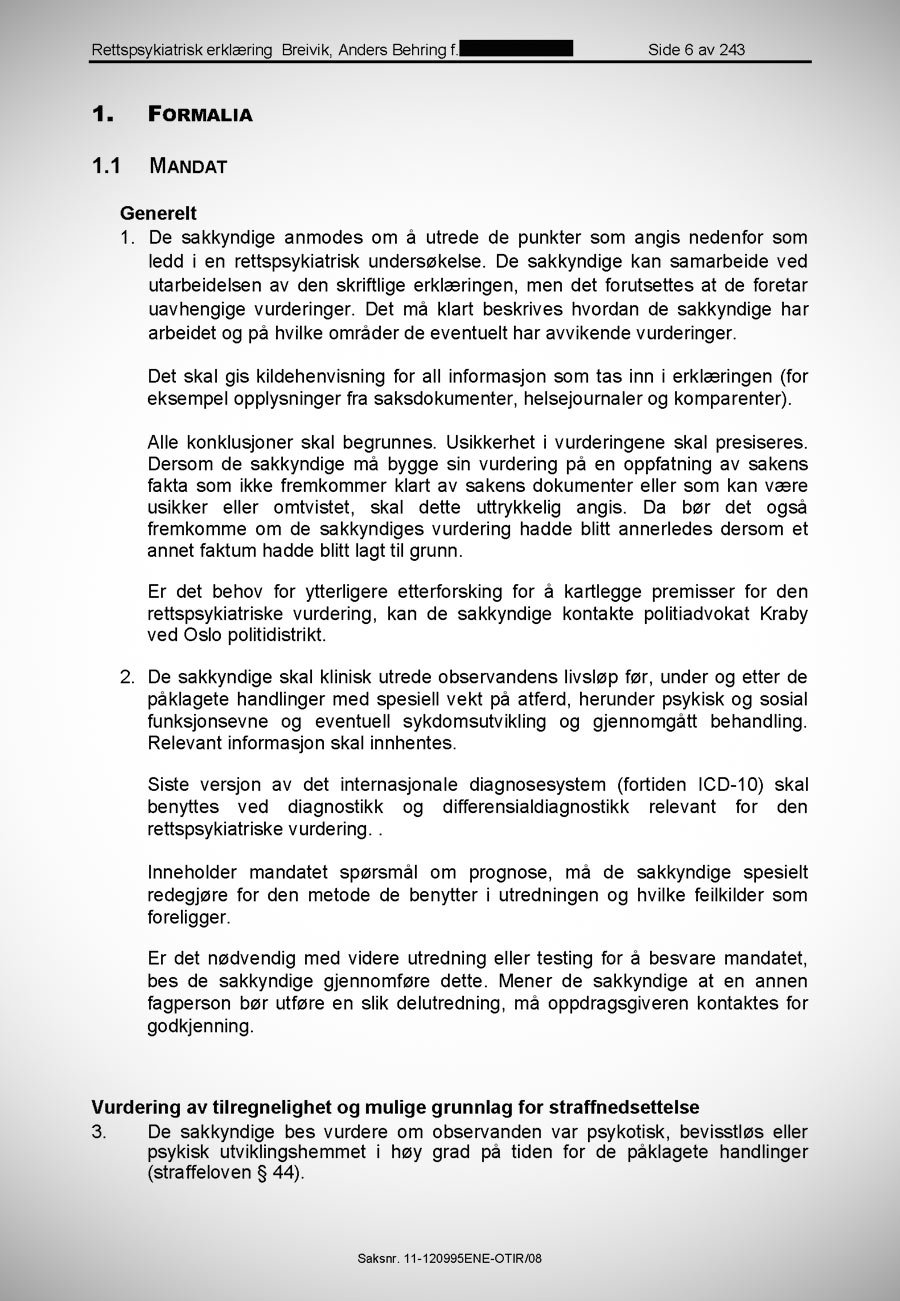 Rettspsykiatrisk erklæring Breivik, Anders Behring f. Side 6 av 243
1. FORMALIA
1.1 MANDAT
Generelt
1. De sakkyndige anmodes om å utrede de punkter som angis nedenfor som
ledd i en rettspsykiatrisk undersøkelse. De sakkyndige kan samarbeide ved
utarbeidelsen av den skriftlige erklæringen, men det forutsettes at de foretar
uavhengige vurderinger. Det må klart beskrives hvordan de sakkyndige har
arbeidet og på hvilke områder de eventuelt har avvikende vurderinger.
Det skal gis kildehenvisning for all informasjon som tas inn i erklæringen (for
eksempel opplysninger fra saksdokumenter, helsejournaler og komparenter).
Alle konklusjoner skal begrunnes. Usikkerhet i vurderingene skal presiseres.
Dersom de sakkyndige må bygge sin vurdering på en oppfatning av sakens
fakta som ikke fremkommer klart av sakens dokumenter eller som kan være
usikker eller omtvistet, skal dette uttrykkelig angis. Da bør det også
fremkomme om de sakkyndiges vurdering hadde blitt annerledes dersom et
annet faktum hadde blitt lagt til grunn.
Er det behov for ytterligere etterforsking for å kartlegge premisser for den
rettspsykiatriske vurdering, kan de sakkyndige kontakte politiadvokat Kraby
ved Oslo politidistrikt.
2. De sakkyndige skal klinisk utrede observandens livsløp før, under og etter de
påklagete handlinger med spesiell vekt på atferd, herunder psykisk og sosial
funksjonsevne og eventuell sykdomsutvikling og gjennomgått behandling.
Relevant informasjon skal innhentes.
Siste versjon av det internasjonale diagnosesystem (fortiden ICD-10) skal
benyttes ved diagnostikk og differensialdiagnostikk relevant for den
rettspsykiatriske vurdering. .
Inneholder mandatet spørsmål om prognose, må de sakkyndige spesielt
redegjøre for den metode de benytter i utredningen og hvilke feilkilder som
foreligger.
Er det nødvendig med videre utredning eller testing for å besvare mandatet,
bes de sakkyndige gjennomføre dette. Mener de sakkyndige at en annen
fagperson bør utføre en slik delutredning, må oppdragsgiveren kontaktes for
godkjenning.
Vurdering av tilregnelighet og mulige grunnlag for straffnedsettelse
3. De sakkyndige bes vurdere om observanden var psykotisk, bevisstløs eller
psykisk utviklingshemmet i høy grad på tiden for de påklagete handlinger
(straffeloven § 44).
Saksnr. 11-120995ENE-OTIR/08